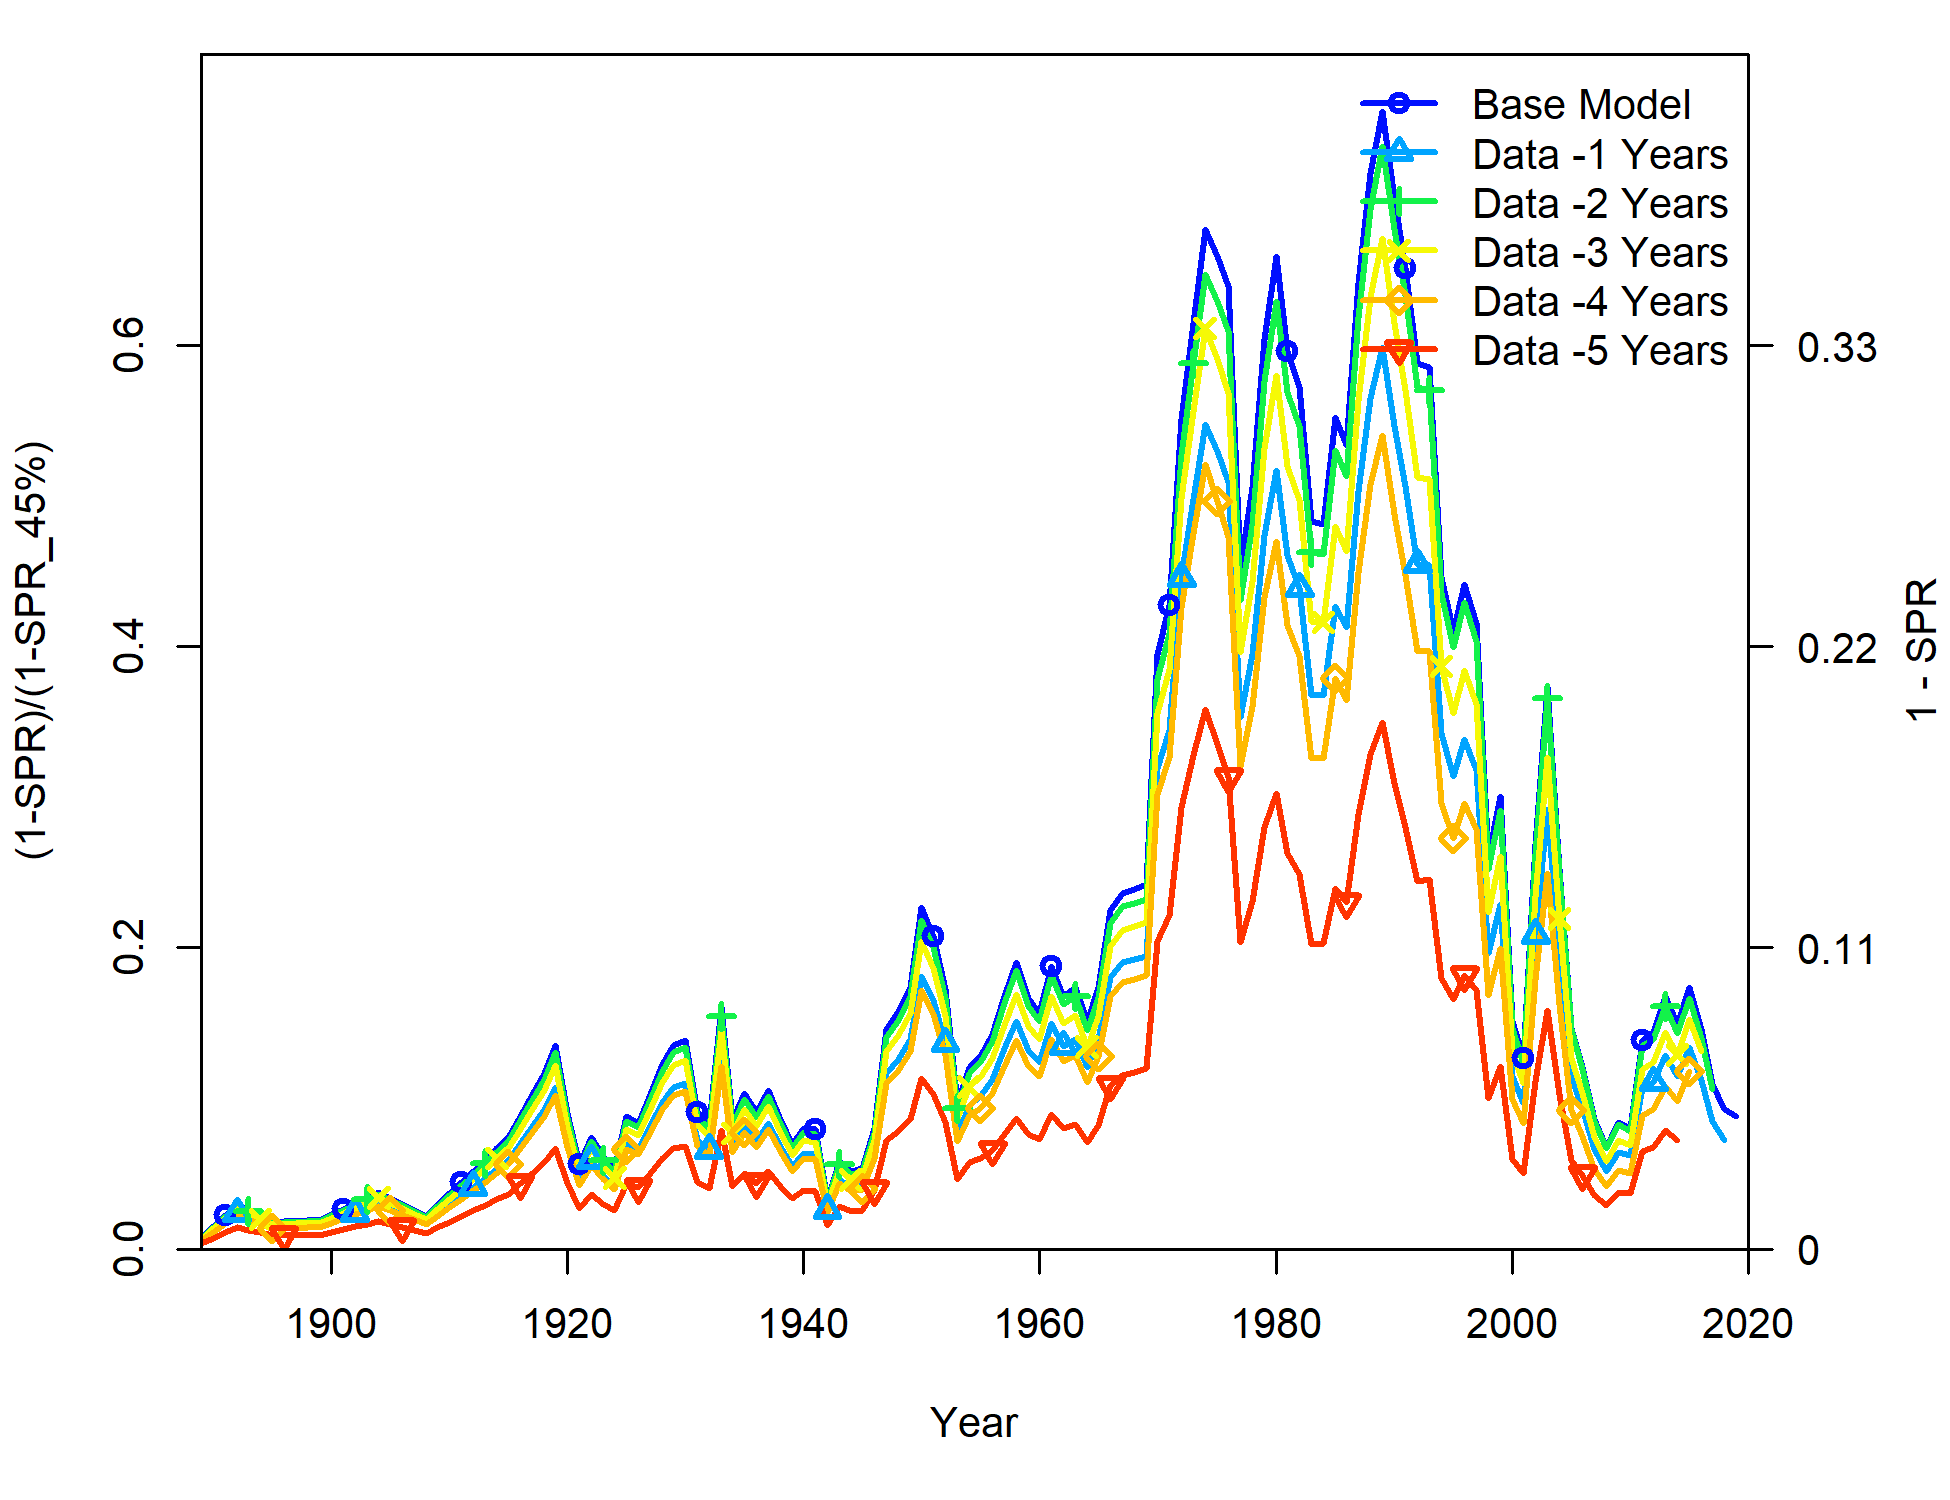 Base Model
Data -1 Years
Data -2 Years
Data -3 Years
Data -4 Years
Data -5 Years
(1-SPR)/(1-SPR_45%)
0.6
0.4
0.2
0.0
0.33
0.22
0.11
0
1 - SPR
1900
1920
1940
1960
1980
2000
2020
Year